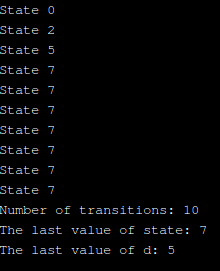 State 0
State 2
State 5
State 7
State 7
State 7
State 7
State 7
State 7
State 7
Number of transitions: 10
The last value of state: 7
The last value of d: 5